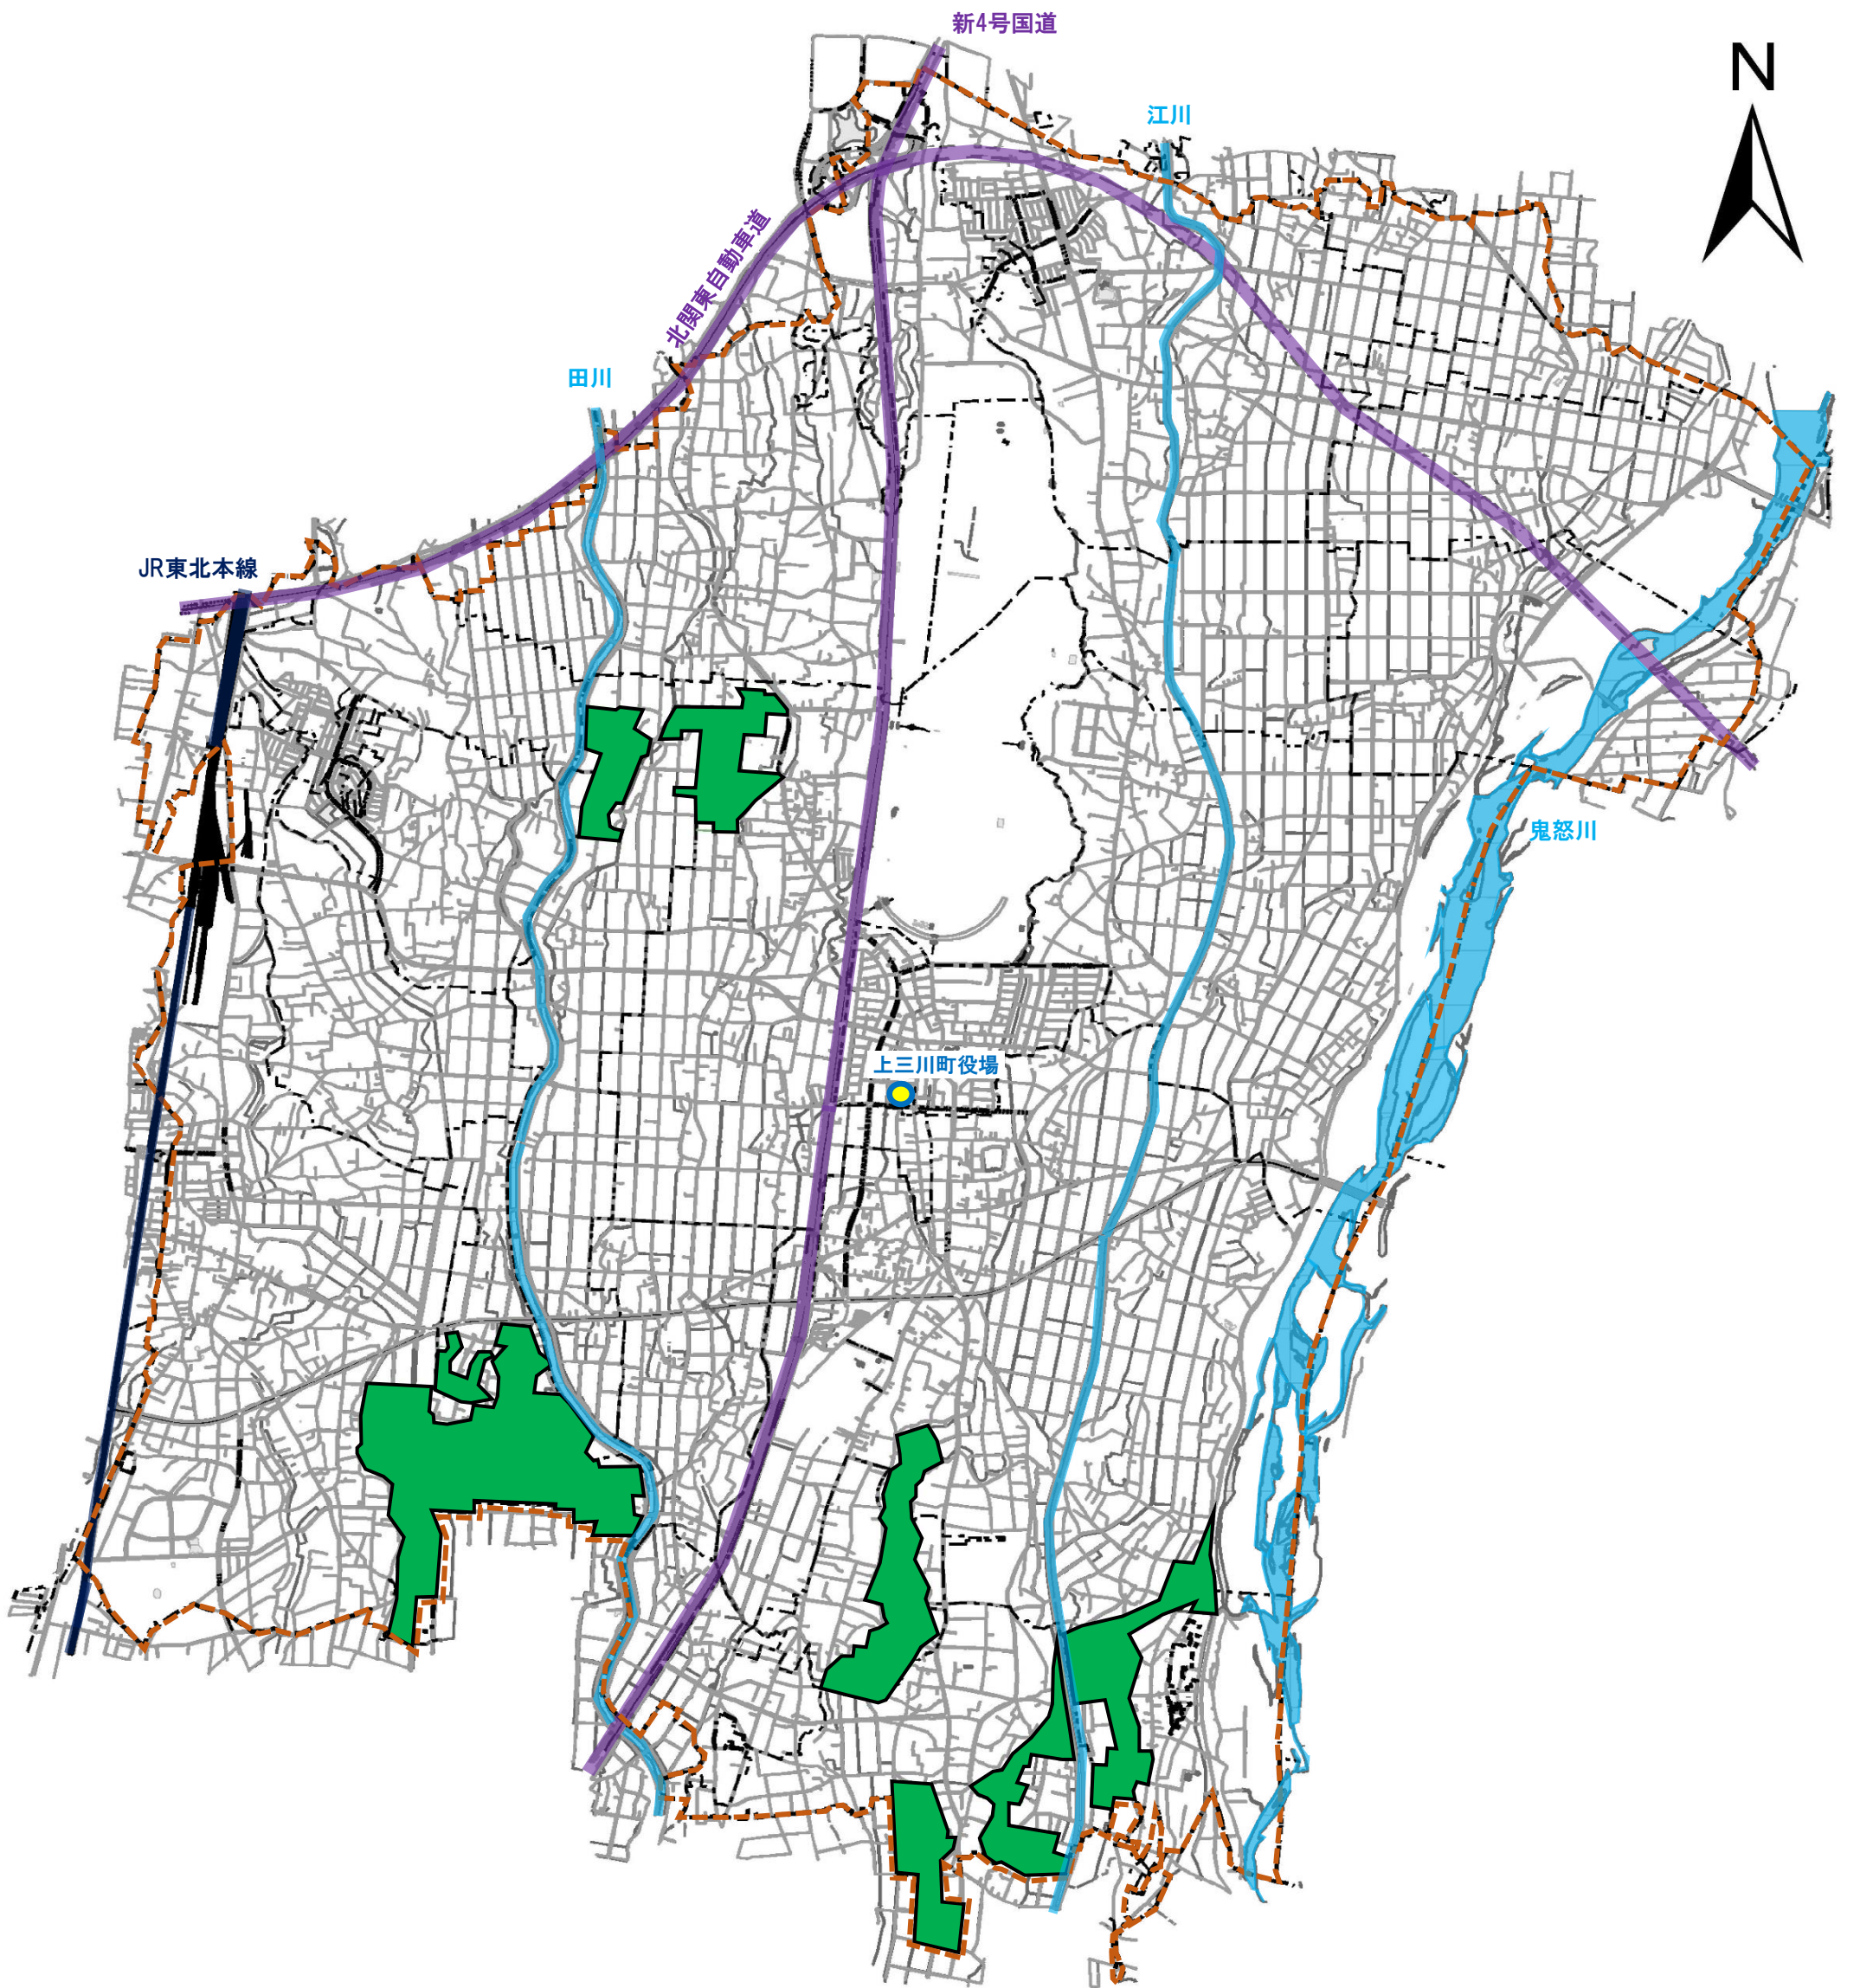 新4号国道
N
江川
北関東自動車道
田川
JR東北本線
鬼怒川
上三川町役場